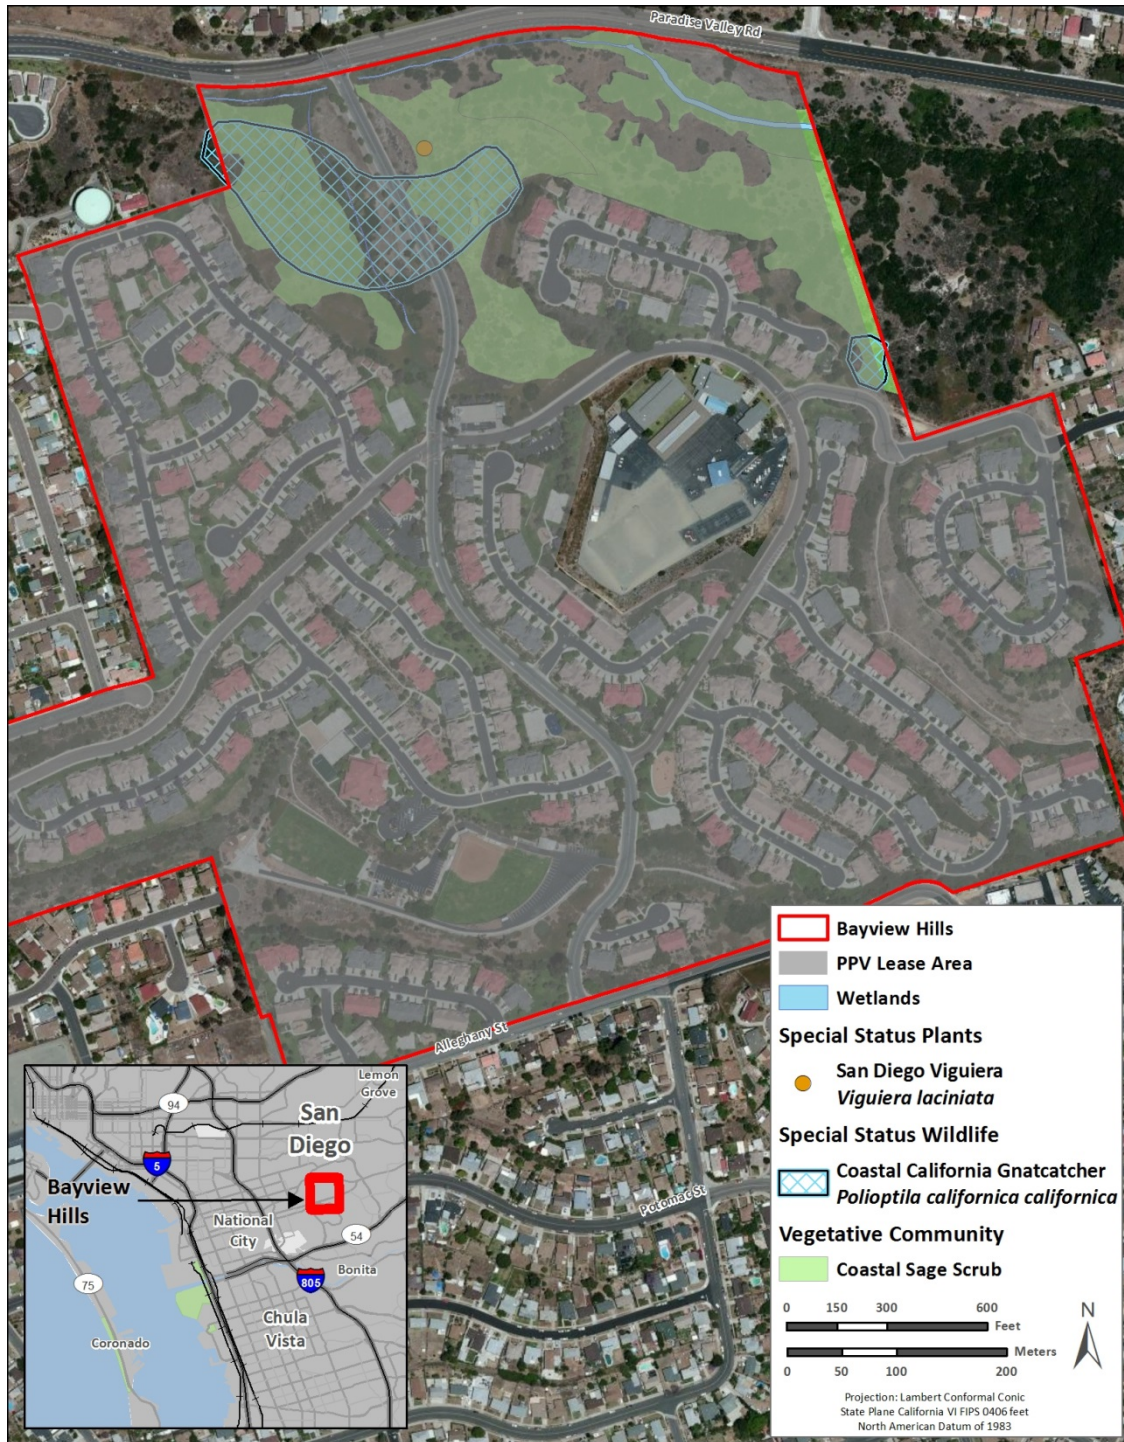 Paradise Valley Rd
Alleghany St
Potomac St
Lemon
Grove
94
San
Diego
5
Bayview
Hills
National
City
54
Bonita
805
75
Chula
Vista
Coronado
Bayview Hills
PPV Lease Area
Wetlands
Special Status Plants
San Diego Viguiera
Viguiera laciniata
Special Status Wildlife
Coastal California Gnatcatcher
Polioptila californica californica
Vegetative Community
Coastal Sage Scrub
0 150 300 600
Feet
Meters
0 50 100 200
N
Projection: Lambert Conformal Conic
State Plane California VI FIPS 0406 feet
North American Datum of 1983